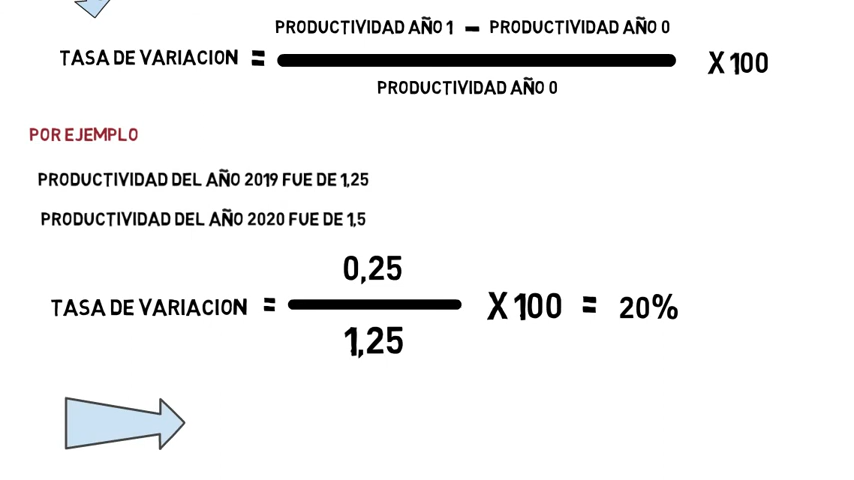 PRODUCTIVIDAD AÑO 1 - PRODUCTIVIDAD AÑO 0
TASA DE VARIACION = X 100
PRODUCTIVIDAD AÑO 0
POR EJEMPLO
PRODUCTIVIDAD DEL AÑO 2019 FUE DE 1,25
PRODUCTIVIDAD DEL AÑO 2020 FUE DE 1,5
0,25
TASA DE VARIACION = X 100 = 20%
1,25